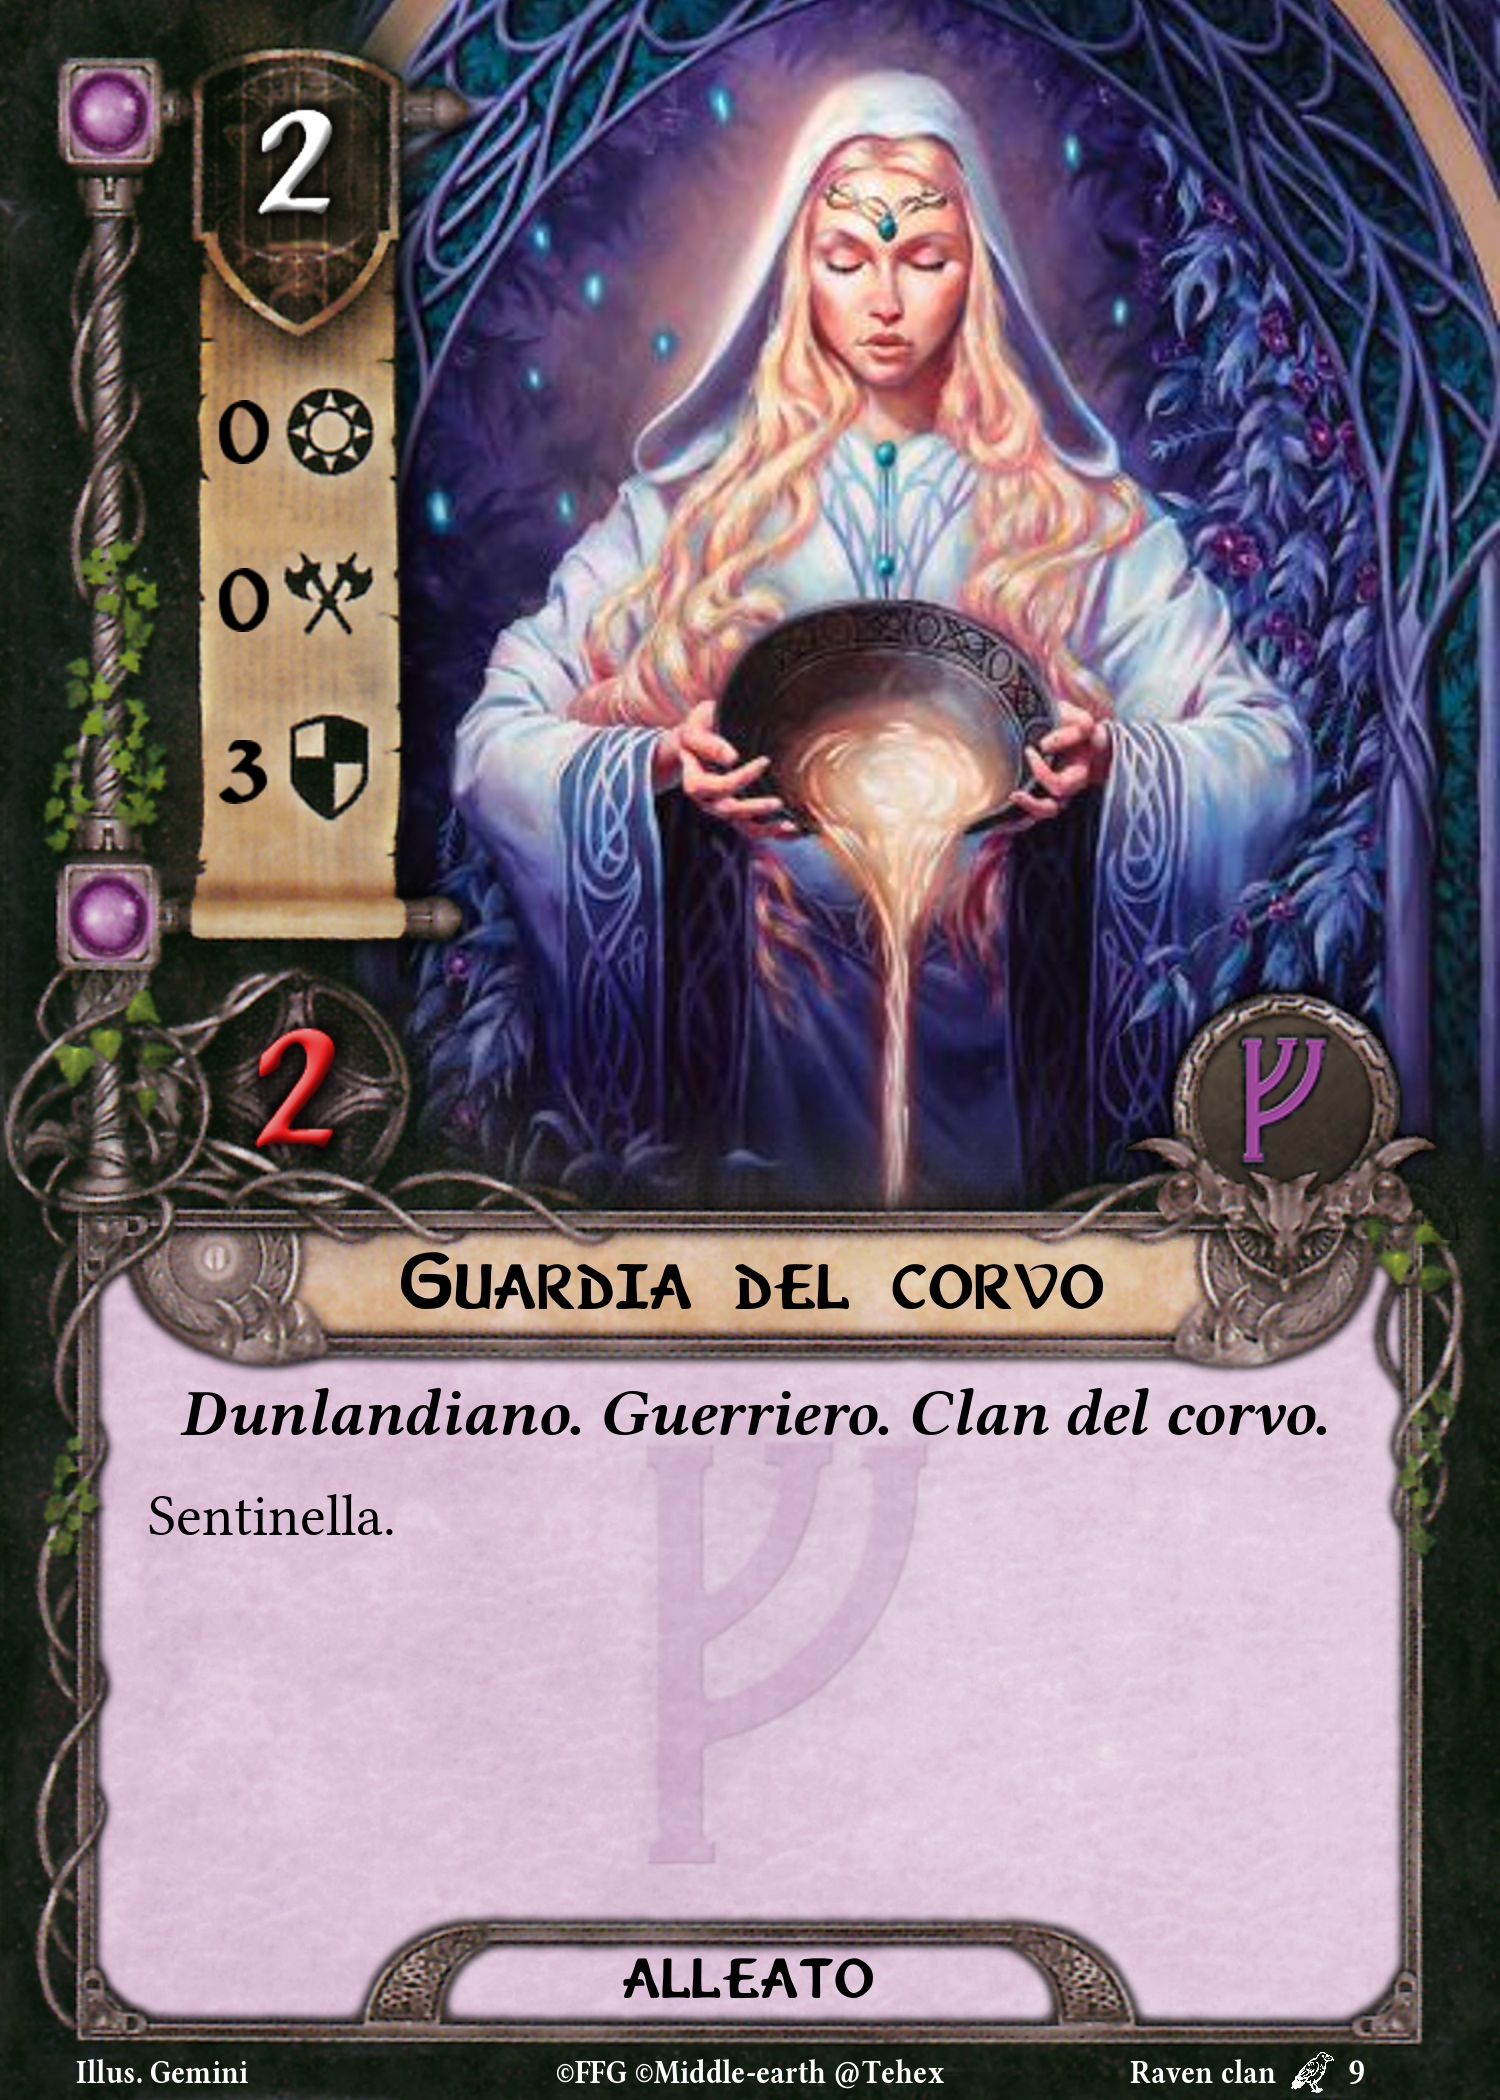 2
0
0
3
2
Guardia del corvo
Dunlandiano. Guerriero. Clan del corvo.
Sentinella.
ALLEATO
Illus. Gemini
©FFG ©Middle-earth @Tehex
Raven clan 9